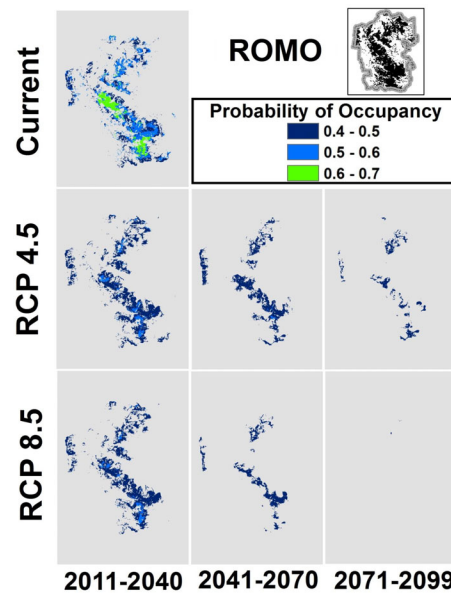 ROMO
Current
Probability of Occupancy
0.4 - 0.5
0.5 - 0.6
0.6 - 0.7
RCP 4.5
RCP 8.5
2011-2040
2041-2070
2071-2099